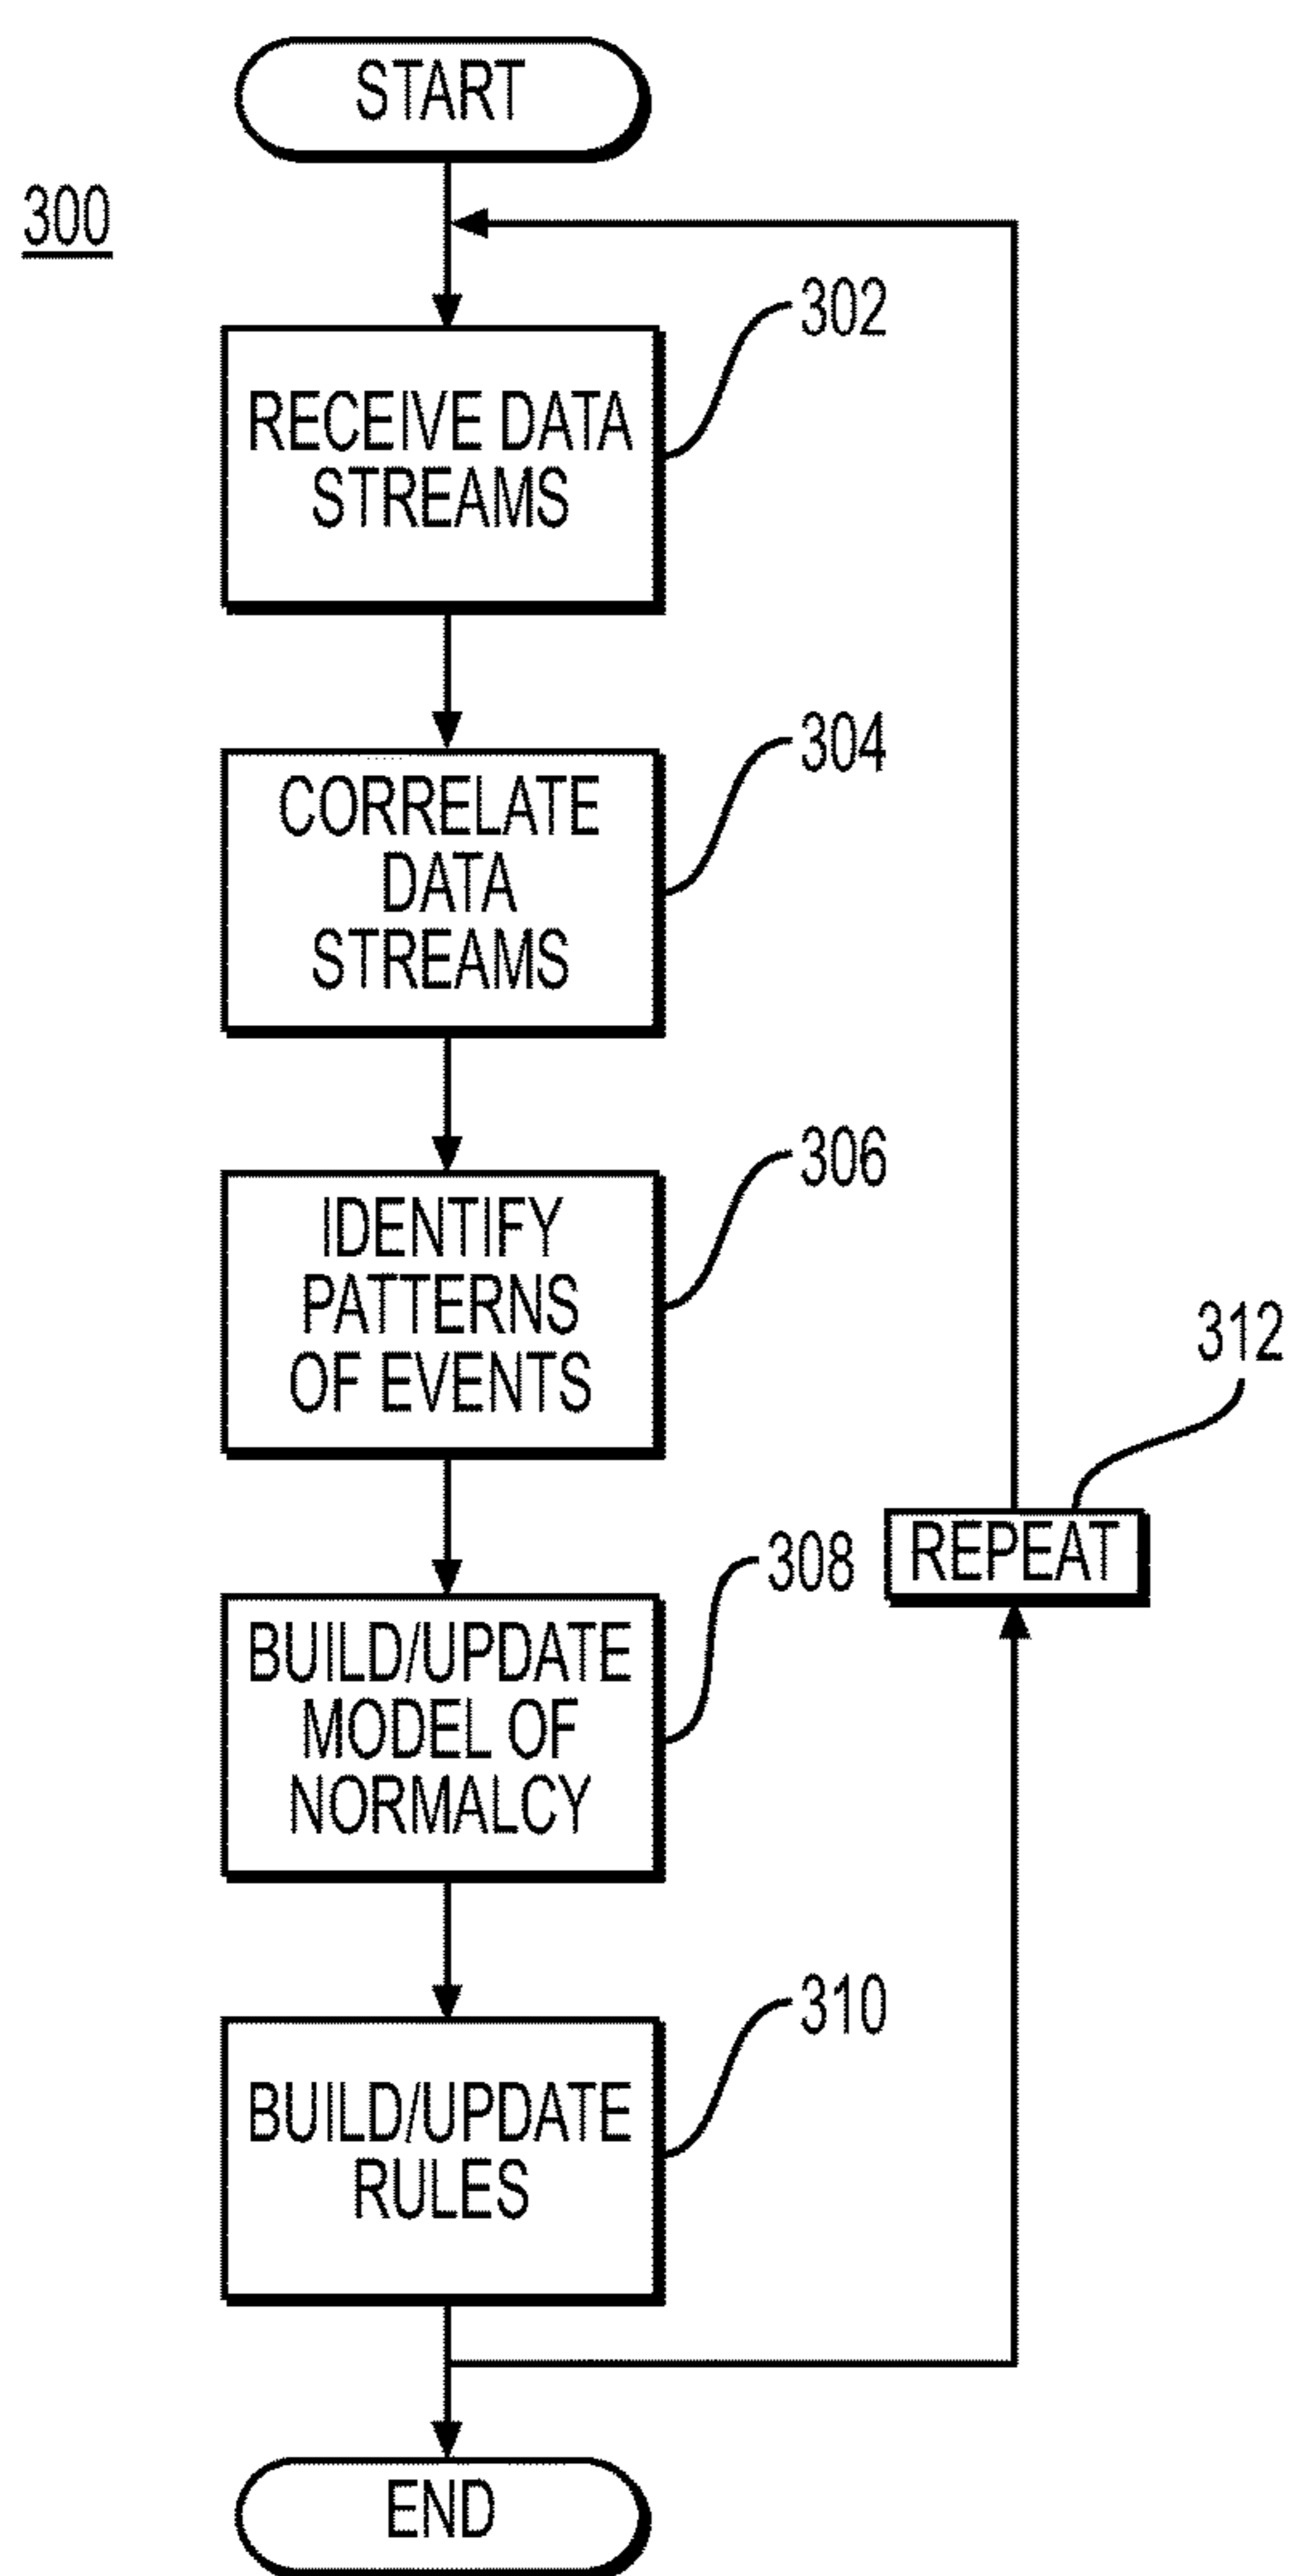 START
300
302
RECEIVE DATA
STREAMS
304
CORRELATE
DATA
STREAMS
306
IDENTIFY
PATTERNS
OF EVENTS
312
REPEAT
308
BUILD/UPDATE
MODEL OF
NORMALCY
310
BUILD/UPDATE
RULES
END